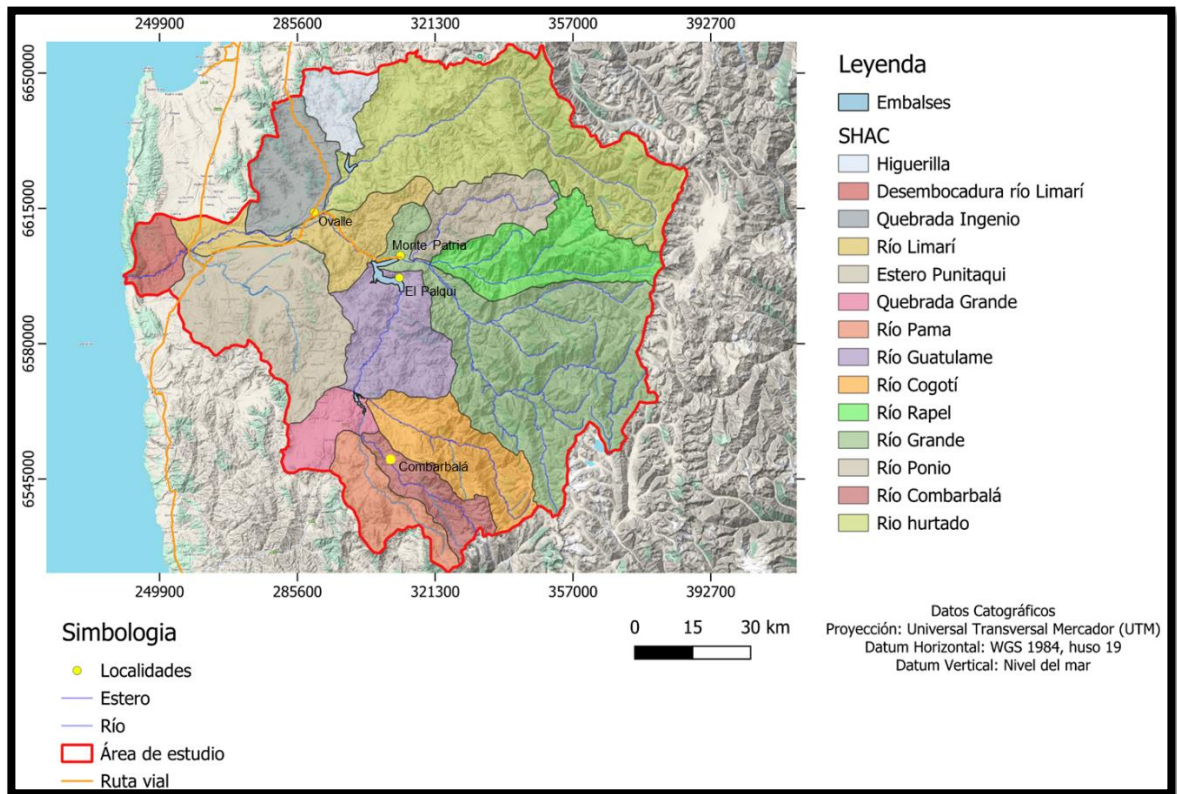 249900 285600 321300 357000 392700
6650000
6615000
6580000
6545000
Ovalle
Monte Patria
El Palqui
Combarbalá
249900 285600 321300 357000 392700
Leyenda
Embalses
SHAC
Higuerilla
Desembocadura río Limarí
Quebrada Ingenio
Río Limarí
Estero Punitaqui
Quebrada Grande
Río Pama
Río Guatulame
Río Cogotí
Río Rapel
Río Grande
Río Ponio
Río Combarbalá
Rio hurtado
Simbologia
Localidades
Estero
Río
Área de estudio
Ruta vial
0 15 30 km
Datos Catográficos
Proyección: Universal Transversal Mercador (UTM)
Datum Horizontal: WGS 1984, huso 19
Datum Vertical: Nivel del mar